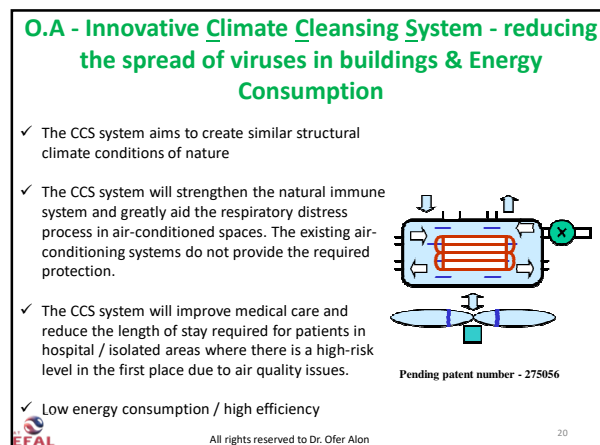 O.A - Innovative Climate Cleansing System - reducing
the spread of viruses in buildings & Energy
Consumption
✓ The CCS system aims to create similar structural
climate conditions of nature
✓ The CCS system will strengthen the natural immune
system and greatly aid the respiratory distress
process in air-conditioned spaces. The existing air-
conditioning systems do not provide the required
protection.
✓ The CCS system will improve medical care and
reduce the length of stay required for patients in
hospital / isolated areas where there is a high-risk
level in the first place due to air quality issues.
Pending patent number - 275056
✓ Low energy consumption / high efficiency
EFAL
All rights reserved to Dr. Ofer Alon
20